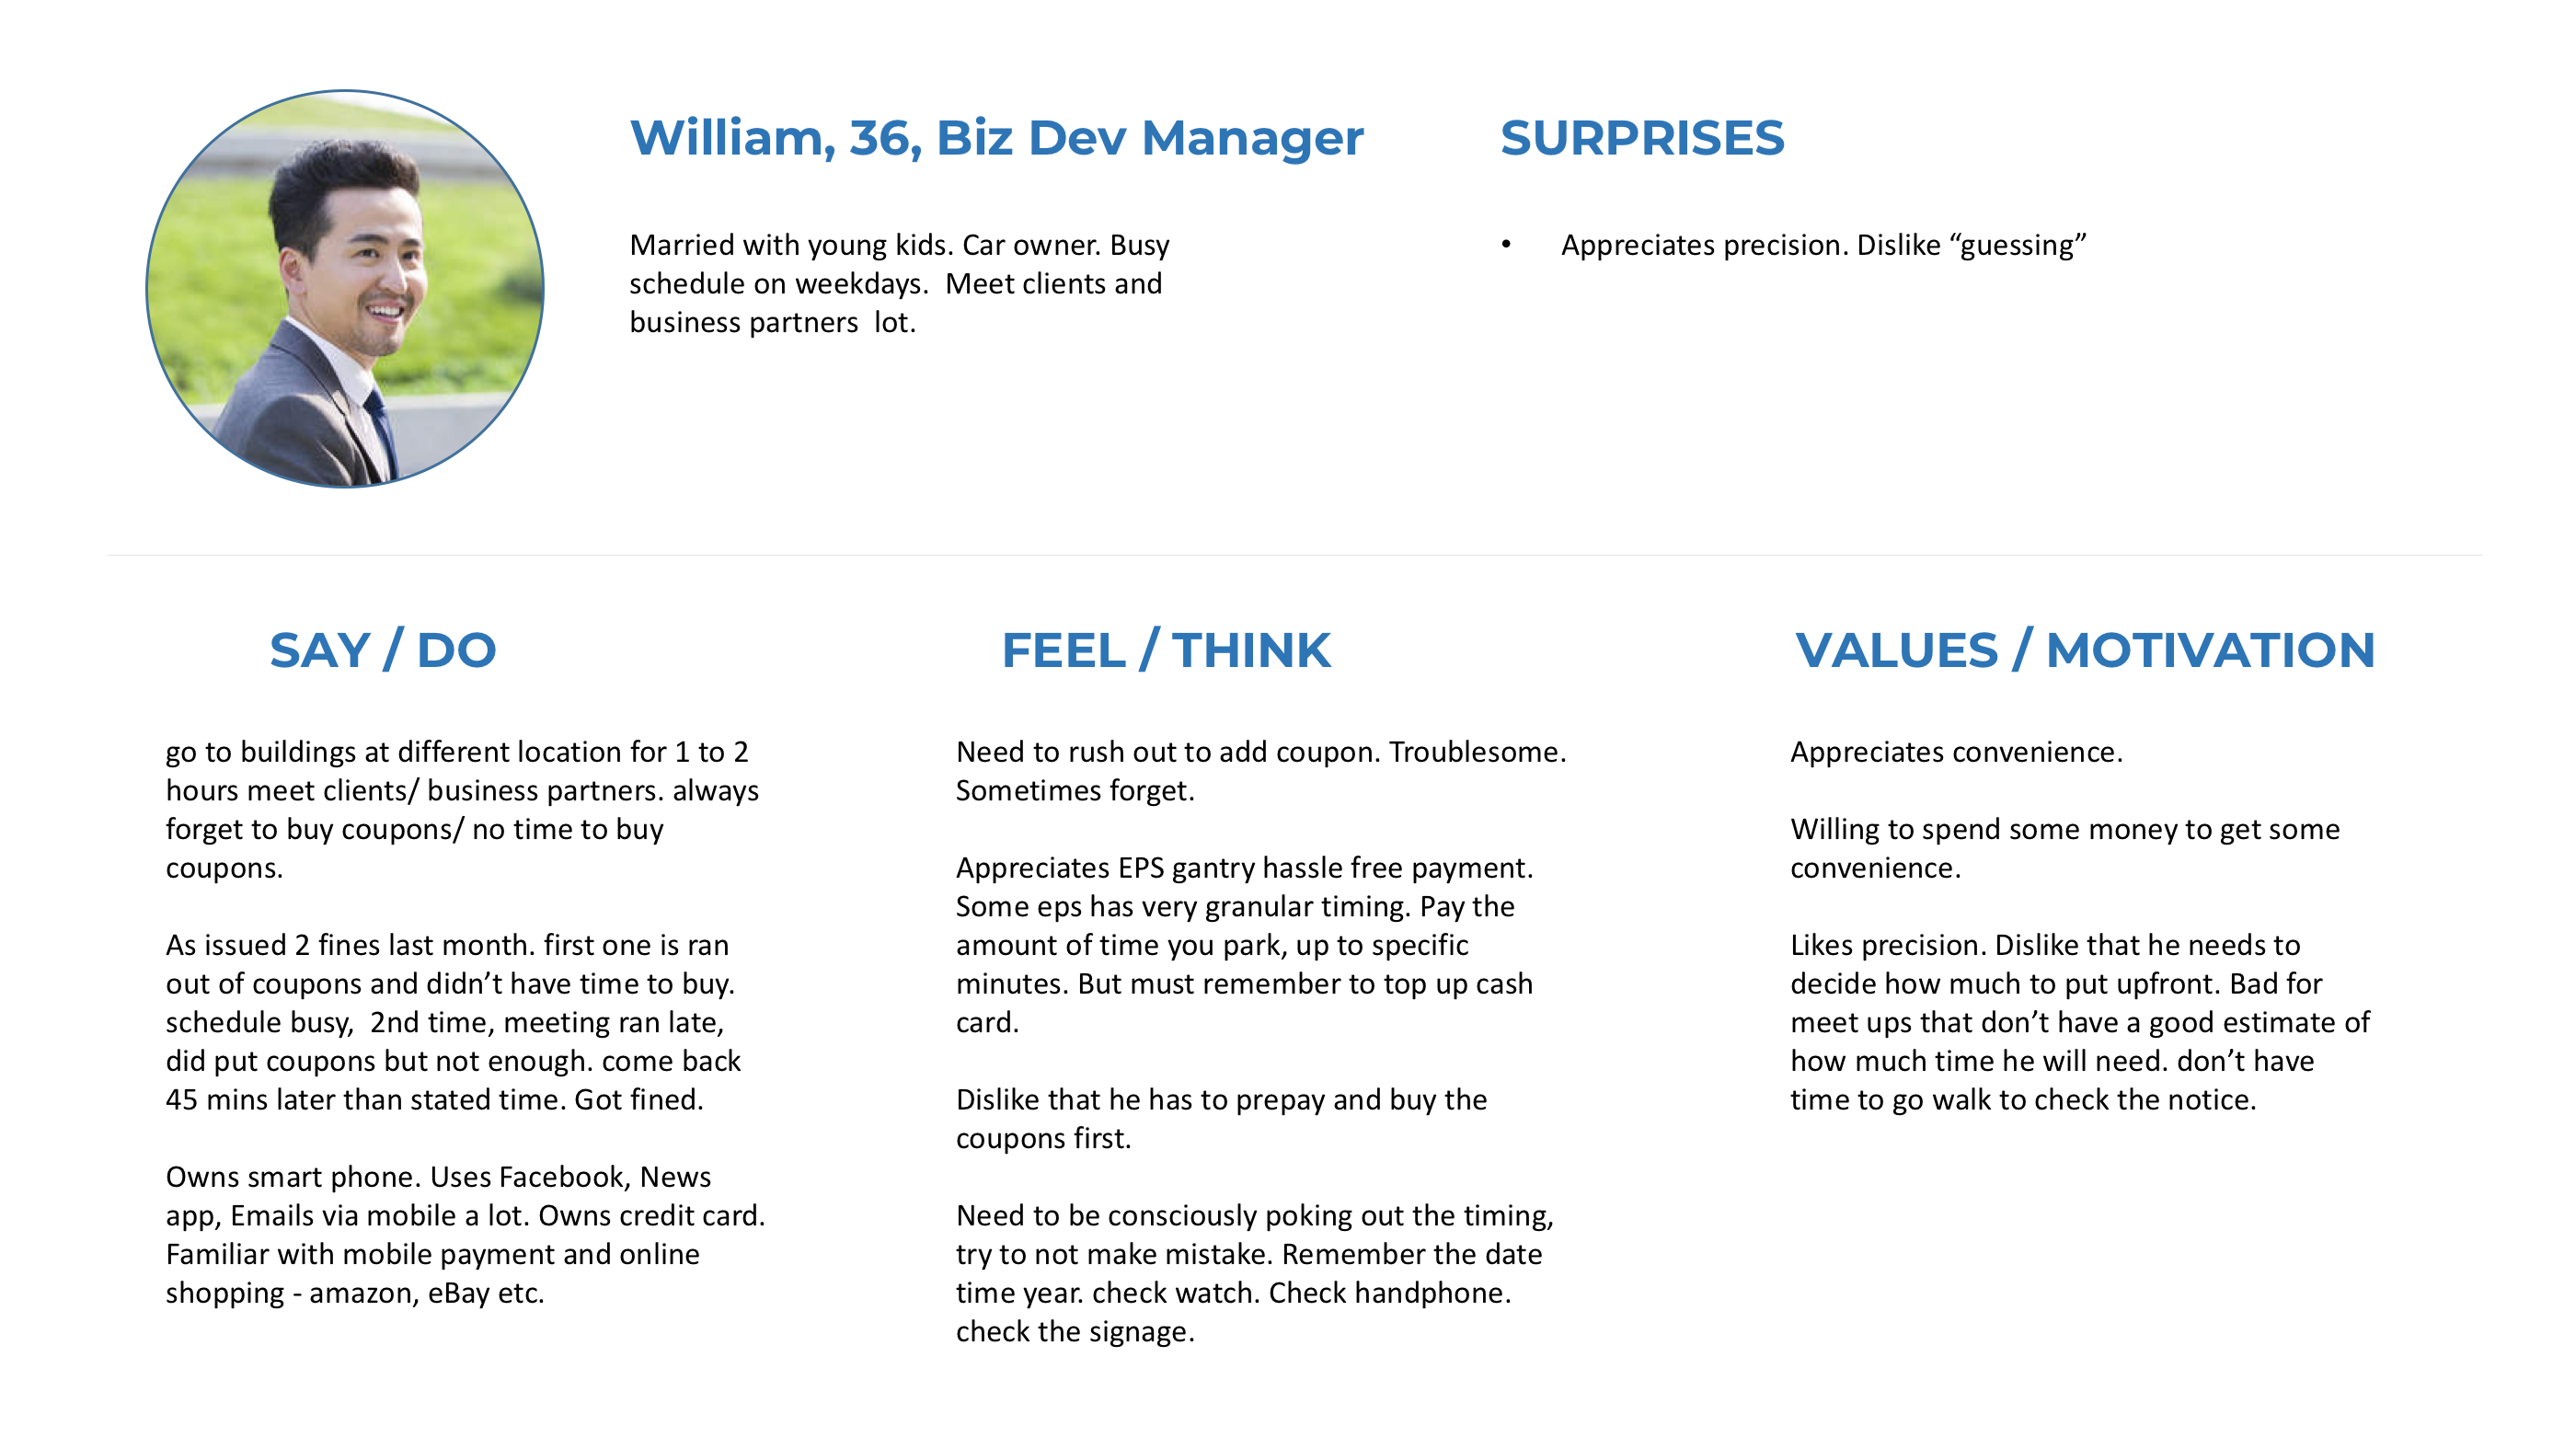 William, 36, Biz Dev Manager
Married with young kids. Car owner. Busy
schedule on weekdays.  Meet clients and
business partners  lot.
SURPRISES
• Appreciates precision. Dislike “guessing”
SAY / DO
go to buildings at different location for 1 to 2
hours meet clients/ business partners. always
forget to buy coupons/ no time to buy
coupons.
As issued 2 fines last month. first one is ran
out of coupons and didn’t have time to buy.
schedule busy,  2nd time, meeting ran late,
did put coupons but not enough. come back
45 mins later than stated time. Got fined.
Owns smart phone. Uses Facebook, News
app, Emails via mobile a lot. Owns credit card.
Familiar with mobile payment and online
shopping - amazon, eBay etc.
FEEL / THINK
Need to rush out to add coupon. Troublesome.
Sometimes forget.
Appreciates EPS gantry hassle free payment.
Some eps has very granular timing. Pay the
amount of time you park, up to specific
minutes. But must remember to top up cash
card.
Dislike that he has to prepay and buy the
coupons first.
Need to be consciously poking out the timing,
try to not make mistake. Remember the date
time year. check watch. Check handphone.
check the signage.
VALUES / MOTIVATION
Appreciates convenience.
Willing to spend some money to get some
convenience.
Likes precision. Dislike that he needs to
decide how much to put upfront. Bad for
meet ups that don’t have a good estimate of
how much time he will need. don’t have
time to go walk to check the notice.